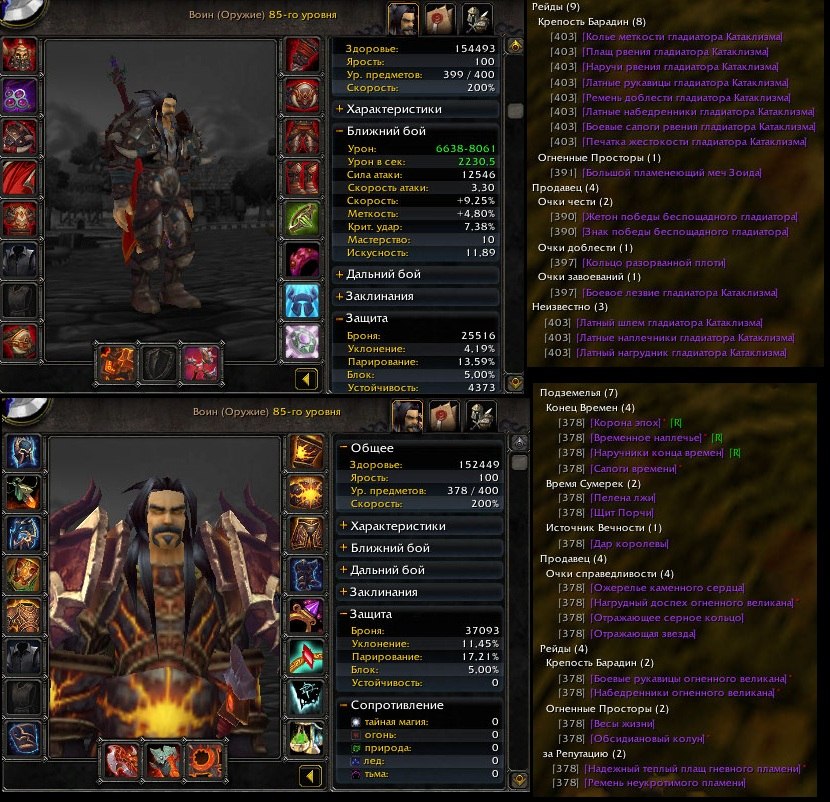 Воин (Оружие) 85-го уровня
Здоровье: 154493
Ярость: 100
Ур. предметов: 399 / 400
Скорость: 200%
+ Характеристики
− Ближний бой
Урон: 6638-8061
Урон в сек: 2230,5
Сила атаки: 12546
Скорость атаки: 3,30
Скорость: +9,25%
Меткость: +4,80%
Крит. удар: 7,38%
Мастерство: 10
Искусность: 11,89
+ Дальний бой
+ Заклинания
− Защита
Броня: 25516
Уклонение: 4,19%
Парирование: 13,59%
Блок: 5,00%
Устойчивость: 4373
Рейды (9)
Крепость Барадин (8)
[403] [Колье меткости гладиатора Катаклизма]
[403] [Плащ рвения гладиатора Катаклизма]
[403] [Наручи рвения гладиатора Катаклизма]
[403] [Латные рукавицы гладиатора Катаклизма]
[403] [Ремень доблести гладиатора Катаклизма]
[403] [Латные набедренники гладиатора Катаклизма]
[403] [Боевые сапоги рвения гладиатора Катаклизма]
[403] [Печатка жестокости гладиатора Катаклизма]
Огненные Просторы (1)
[391] [Большой пламенеющий меч Зоида]
Продавец (4)
Очки чести (2)
[390] [Жетон победы беспощадного гладиатора]
[390] [Знак победы беспощадного гладиатора]
Очки доблести (1)
[397] [Кольцо разорванной плоти]
Очки завоеваний (1)
[397] [Боевое лезвие гладиатора Катаклизма]
Неизвестно (3)
[403] [Латный шлем гладиатора Катаклизма]
[403] [Латные наплечники гладиатора Катаклизма]
[403] [Латный нагрудник гладиатора Катаклизма]
Воин (Оружие) 85-го уровня
− Общее
Здоровье: 152449
Ярость: 100
Ур. предметов: 378 / 400
Скорость: 200%
+ Характеристики
+ Ближний бой
+ Дальний бой
+ Заклинания
− Защита
Броня: 37093
Уклонение: 11,45%
Парирование: 17,21%
Блок: 5,00%
Устойчивость: 0
− Сопротивление
тайная магия: 0
огонь: 0
природа: 0
лед: 0
тьма: 0
Подземелья (7)
Конец Времен (4)
[378] [Корона эпох]* [R]
[378] [Временное наплечье]* [R]
[378] [Наручники конца времен] [R]
[378] [Сапоги времени]*
Время Сумерек (2)
[378] [Пелена лжи]
[378] [Щит Порчи]
Источник Вечности (1)
[378] [Дар королевы]
Продавец (4)
Очки справедливости (4)
[378] [Ожерелье каменного сердца]
[378] [Нагрудный доспех огненного великана]*
[378] [Отражающее серное кольцо]
[378] [Отражающая звезда]
Рейды (4)
Крепость Барадин (2)
[378] [Боевые рукавицы огненного великана]*
[378] [Набедренники огненного великана]*
Огненные Просторы (2)
[378] [Весы жизни]
[378] [Обсидиановый колун]*
за Репутацию (2)
[378] [Надежный теплый плащ гневного пламени]*
[378] [Ремень неукротимого пламени]